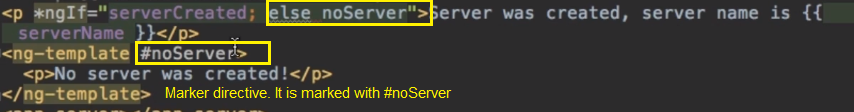 <p *ngIf="serverCreated; else noServer">Server was created, server name is {{
serverName }}</p>
<ng-template #noServer>
<p>No server was created!</p>
</ng-template> Marker directive. It is marked with #noServer